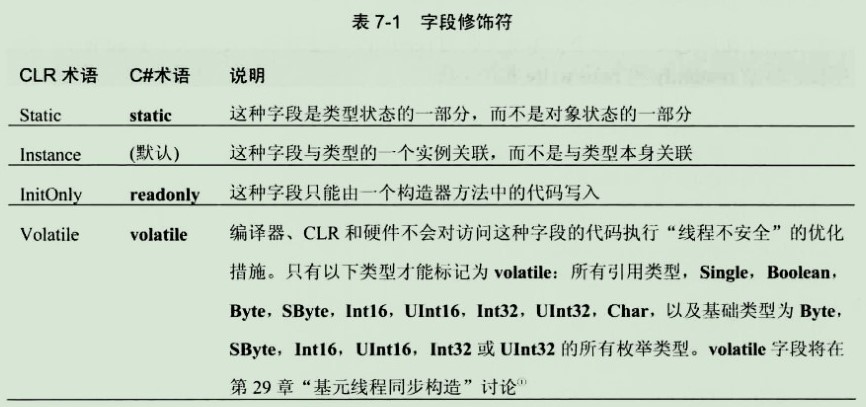 表 7-1 字段修饰符
CLR 术语 C#术语 说明
Static static 这种字段是类型状态的一部分，而不是对象状态的一部分
Instance (默认) 这种字段与类型的一个实例关联，而不是与类型本身关联
InitOnly readonly 这种字段只能由一个构造器方法中的代码写入
Volatile volatile 编译器、CLR 和硬件不会对访问这种字段的代码执行“线程不安全”的优化
措施。只有以下类型才能标记为 volatile：所有引用类型，Single，Boolean，
Byte，SByte，Int16，UInt16，Int32，UInt32，Char，以及基础类型为 Byte，
SByte，Int16，UInt16，Int32 或 UInt32 的所有枚举类型。volatile 字段将在
第 29 章“基元线程同步构造”讨论①